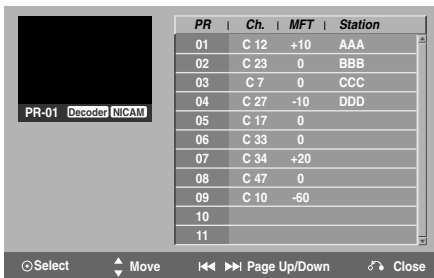 PR | Ch. | MFT | Station
01 C 12 +10 AAA
02 C 23 0 BBB
03 C 7 0 CCC
04 C 27 -10 DDD
PR-01 Decoder NICAM
05 C 17 0
06 C 33 0
07 C 34 +20
08 C 47 0
09 C 10 -60
10
11
Select Move Page Up/Down Close